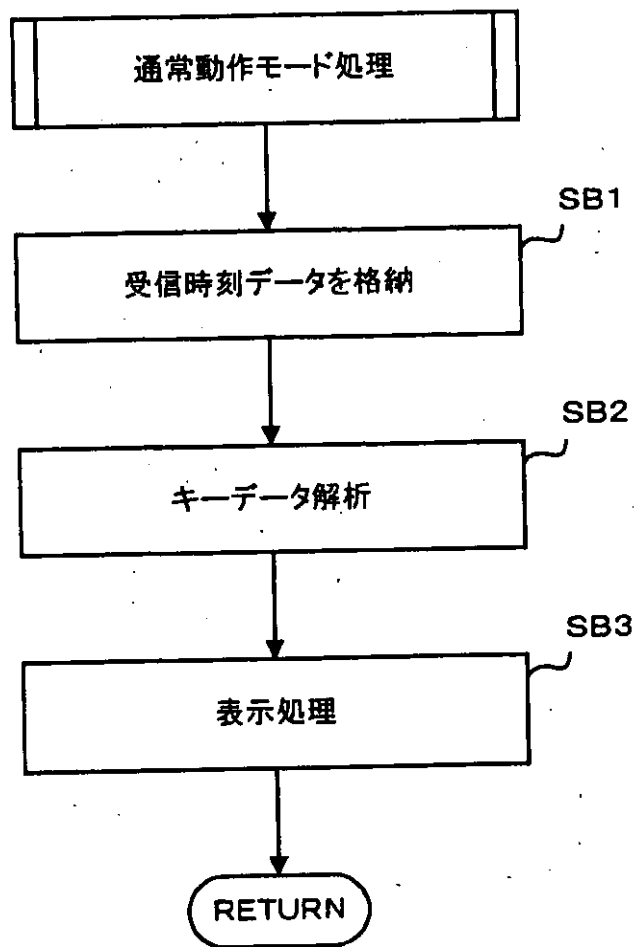 通常動作モード処理
SB1
受信時刻データを格納
SB2
キーデータ解析
SB3
表示処理
RETURN